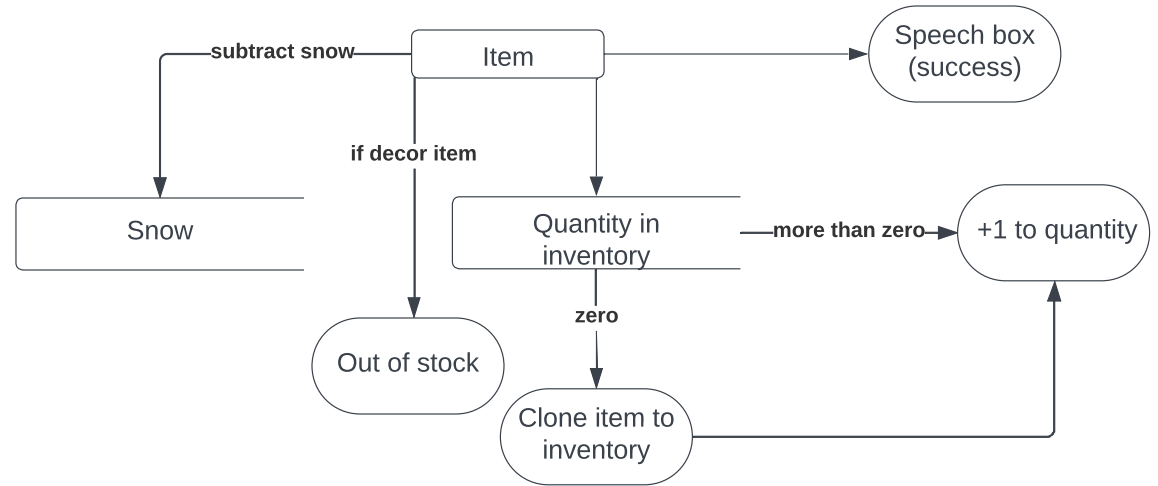 Speech box
(success)
subtract snow
Item
if decor item
Snow
Quantity in
inventory
more than zero
+1 to quantity
zero
Out of stock
Clone item to
inventory